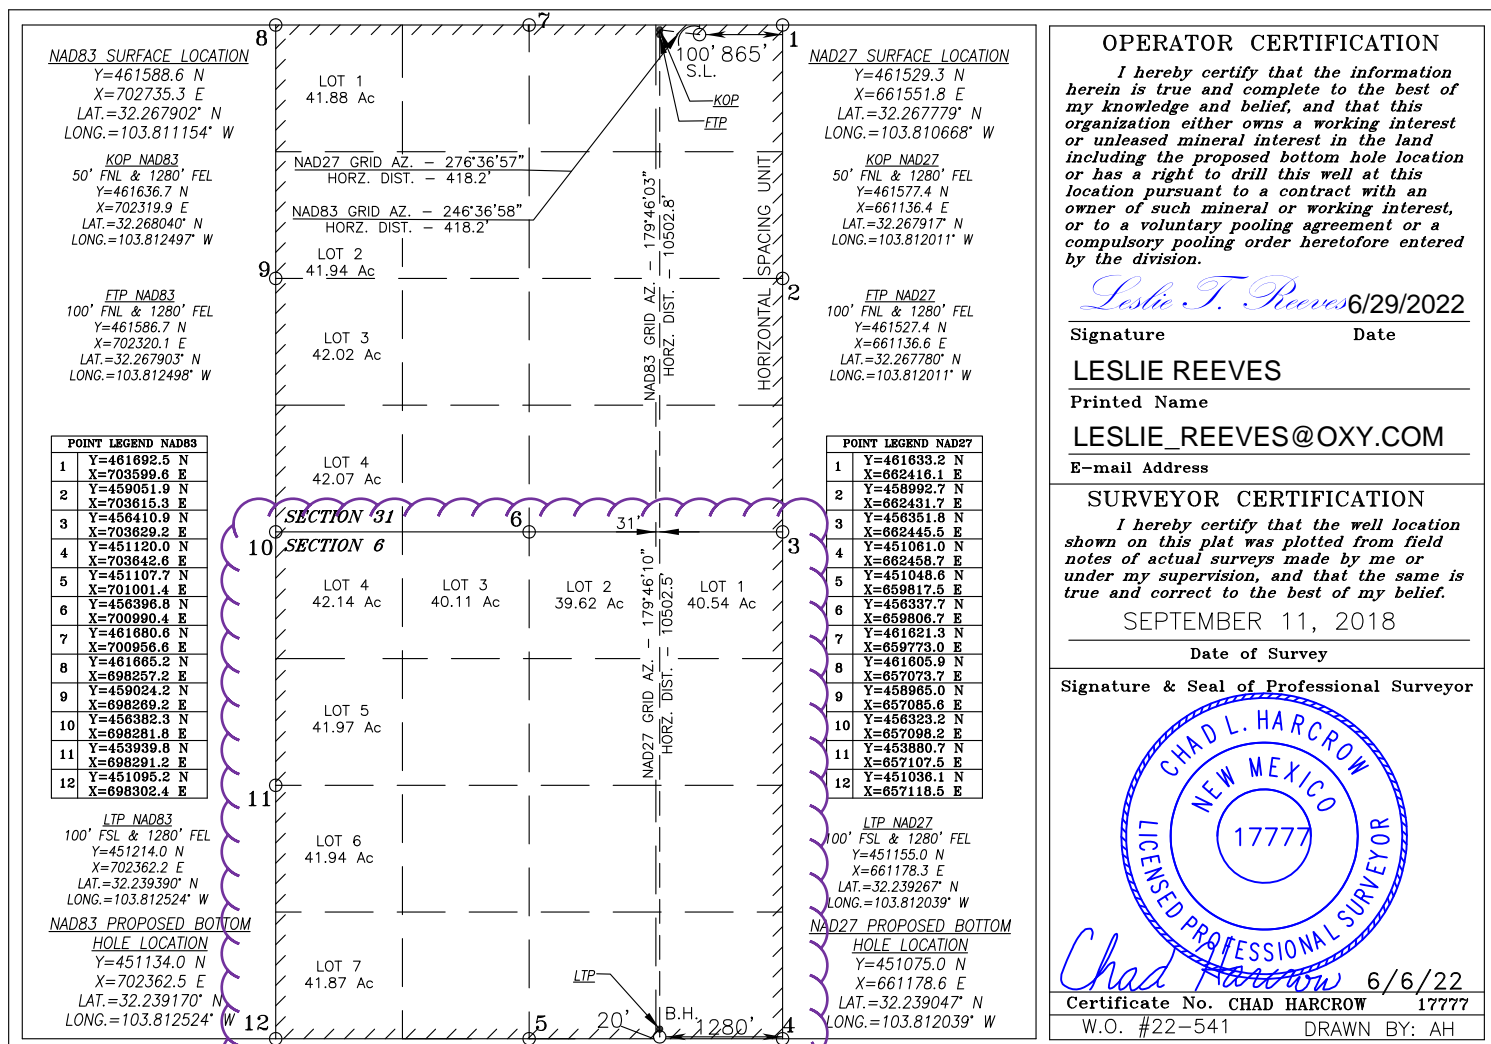 NAD83 SURFACE LOCATION
Y=461588.6 N
X=702735.3 E
LAT.=32.267902° N
LONG.=103.811154° W
KOP NAD83
50' FNL & 1280' FEL
Y=461636.7 N
X=702319.9 E
LAT.=32.268040° N
LONG.=103.812497° W
FTP NAD83
100' FNL & 1280' FEL
Y=461586.7 N
X=702320.1 E
LAT.=32.267903° N
LONG.=103.812498° W
POINT LEGEND NAD83
1 Y=461692.5 N
X=703599.6 E
2 Y=459051.9 N
X=703615.3 E
3 Y=456410.9 N
X=703629.2 E
4 Y=451120.0 N
X=703642.6 E
5 Y=451107.7 N
X=701001.4 E
6 Y=456396.8 N
X=700990.4 E
7 Y=461680.6 N
X=700956.6 E
8 Y=461665.2 N
X=698257.2 E
9 Y=459024.2 N
X=698269.2 E
10 Y=456382.3 N
X=698281.8 E
11 Y=453939.8 N
X=698291.2 E
12 Y=451095.2 N
X=698302.4 E
LTP NAD83
100' FSL & 1280' FEL
Y=451214.0 N
X=702362.2 E
LAT.=32.239390° N
LONG.=103.812524° W
NAD83 PROPOSED BOTTOM
HOLE LOCATION
Y=451134.0 N
X=702362.5 E
LAT.=32.239170° N
LONG.=103.812524° W
8
7
1
100' 865'
S.L.
KOP
FTP
LOT 1
41.88 Ac
NAD27 GRID AZ. - 276°36'57"
HORZ. DIST. - 418.2'
NAD83 GRID AZ. - 246°36'58"
HORZ. DIST. - 418.2'
LOT 2
41.94 Ac
9
2
LOT 3
42.02 Ac
NAD83 GRID AZ. - 179°46'03"
HORZ. DIST. - 10502.8'
HORIZONTAL SPACING UNIT
LOT 4
42.07 Ac
SECTION 31
6
31'
10
SECTION 6
3
LOT 4
42.14 Ac
LOT 3
40.11 Ac
LOT 2
39.62 Ac
LOT 1
40.54 Ac
NAD27 GRID AZ. - 179°46'10"
HORZ. DIST. - 10502.5'
LOT 5
41.97 Ac
11
LOT 6
41.94 Ac
LOT 7
41.87 Ac
LTP
B.H.
12
5
20'
1280'
4
NAD27 SURFACE LOCATION
Y=461529.3 N
X=661551.8 E
LAT.=32.267779° N
LONG.=103.810668° W
KOP NAD27
50' FNL & 1280' FEL
Y=461577.4 N
X=661136.4 E
LAT.=32.267917° N
LONG.=103.812011° W
FTP NAD27
100' FNL & 1280' FEL
Y=461527.4 N
X=661136.6 E
LAT.=32.267780° N
LONG.=103.812011° W
POINT LEGEND NAD27
1 Y=461633.2 N
X=662416.1 E
2 Y=458992.7 N
X=662431.7 E
3 Y=456351.8 N
X=662445.5 E
4 Y=451061.0 N
X=662458.7 E
5 Y=451048.6 N
X=659817.5 E
6 Y=456337.7 N
X=659806.7 E
7 Y=461621.3 N
X=659773.0 E
8 Y=461605.9 N
X=657073.7 E
9 Y=458965.0 N
X=657085.6 E
10 Y=456323.2 N
X=657098.2 E
11 Y=453880.7 N
X=657107.5 E
12 Y=451036.1 N
X=657118.5 E
LTP NAD27
100' FSL & 1280' FEL
Y=451155.0 N
X=661178.3 E
LAT.=32.239267° N
LONG.=103.812039° W
NAD27 PROPOSED BOTTOM
HOLE LOCATION
Y=451075.0 N
X=661178.6 E
LAT.=32.239047° N
LONG.=103.812039° W
OPERATOR CERTIFICATION
I hereby certify that the information
herein is true and complete to the best of
my knowledge and belief, and that this
organization either owns a working interest
or unleased mineral interest in the land
including the proposed bottom hole location
or has a right to drill this well at this
location pursuant to a contract with an
owner of such mineral or working interest,
or to a voluntary pooling agreement or a
compulsory pooling order heretofore entered
by the division.
Leslie T. Reeves 6/29/2022
Signature Date
LESLIE REEVES
Printed Name
LESLIE_REEVES@OXY.COM
E-mail Address
SURVEYOR CERTIFICATION
I hereby certify that the well location
shown on this plat was plotted from field
notes of actual surveys made by me or
under my supervision, and that the same is
true and correct to the best of my belief.
SEPTEMBER 11, 2018
Date of Survey
Signature & Seal of Professional Surveyor
CHAD L. HARCROW
NEW MEXICO
17777
LICENSED PROFESSIONAL SURVEYOR
Chad Harcrow 6/6/22
Certificate No. CHAD HARCROW 17777
W.O. #22-541 DRAWN BY: AH